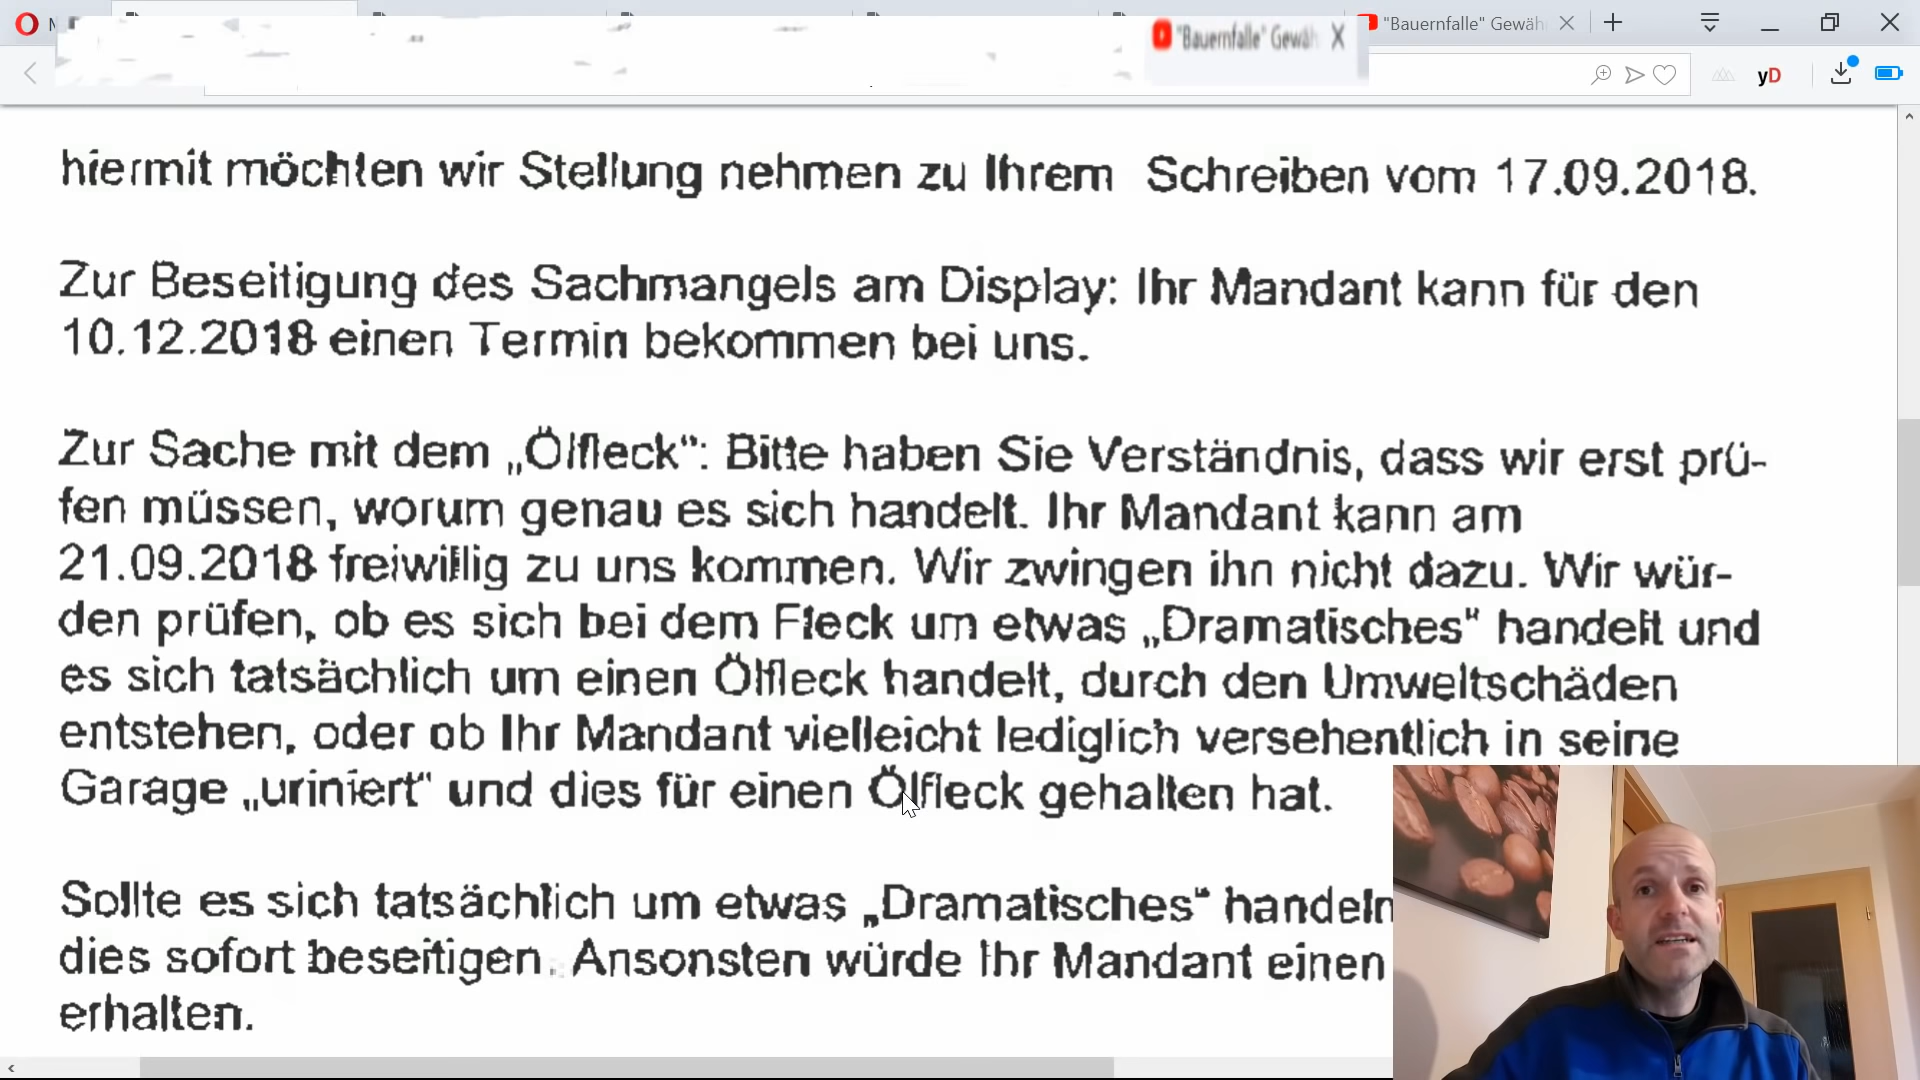 "Bauernfalle" Gewäh
"Bauernfalle" Gewäh
yD
hiermit möchten wir Stellung nehmen zu Ihrem Schreiben vom 17.09.2018.
Zur Beseitigung des Sachmangels am Display: Ihr Mandant kann für den
10.12.2018 einen Termin bekommen bei uns.
Zur Sache mit dem „Ölfleck“: Bitte haben Sie Verständnis, dass wir erst prü-
fen müssen, worum genau es sich handelt. Ihr Mandant kann am
21.09.2018 freiwillig zu uns kommen. Wir zwingen ihn nicht dazu. Wir wür-
den prüfen, ob es sich bei dem Fleck um etwas „Dramatisches“ handelt und
es sich tatsächlich um einen Ölfleck handelt, durch den Umweltschäden
entstehen, oder ob Ihr Mandant vielleicht lediglich versehentlich in seine
Garage „uriniert“ und dies für einen Ölfleck gehalten hat.
Sollte es sich tatsächlich um etwas „Dramatisches“ handeln
dies sofort beseitigen. Ansonsten würde Ihr Mandant einen
erhalten.